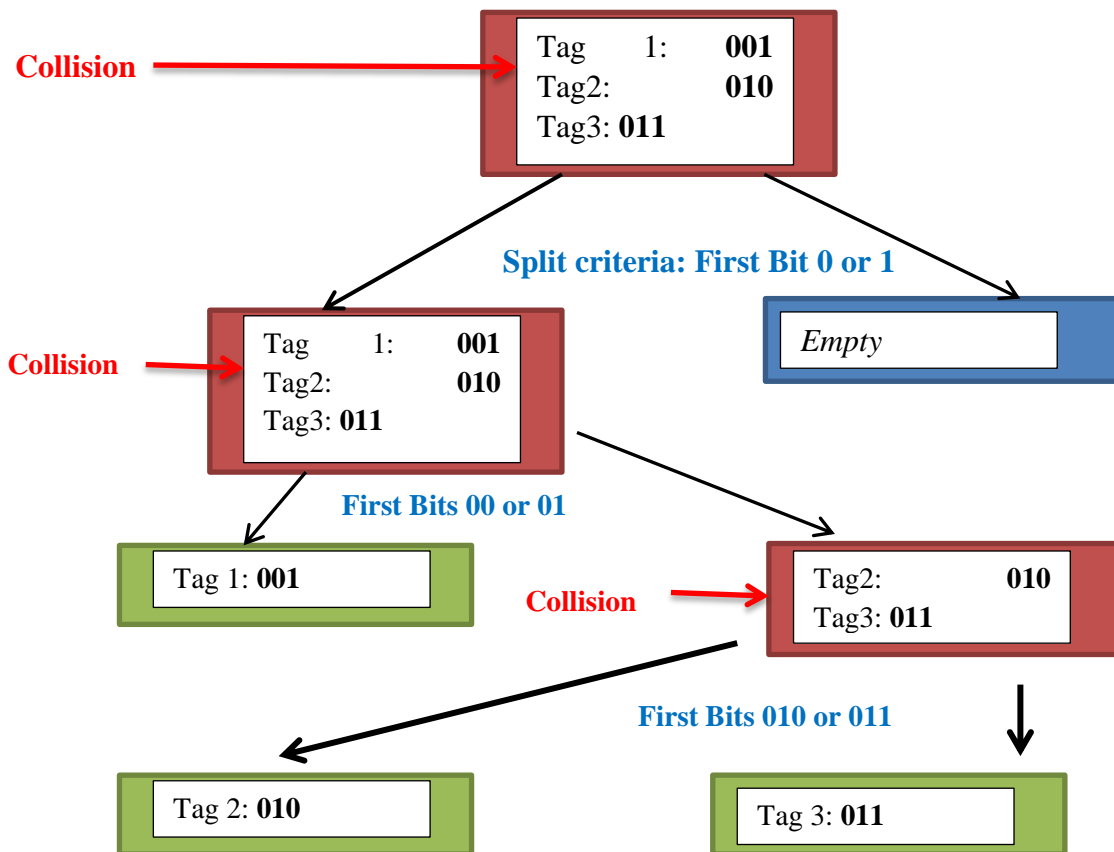 Collision
Tag 1: 001
Tag2: 010
Tag3: 011
Split criteria: First Bit 0 or 1
Collision
Tag 1: 001
Tag2: 010
Tag3: 011
Empty
First Bits 00 or 01
Tag 1: 001
Collision
Tag2: 010
Tag3: 011
First Bits 010 or 011
Tag 2: 010
Tag 3: 011